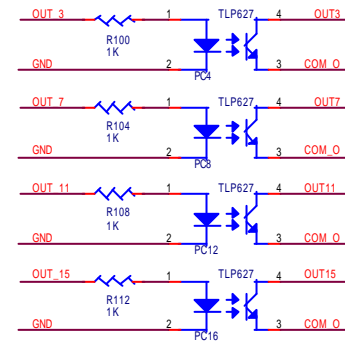 OUT_3 1 TLP627 4 OUT3
R100
1K
GND 2 3 COM_O
PC4
OUT_7 1 TLP627 4 OUT7
R104
1K
GND 2 3 COM_O
PC8
OUT_11 1 TLP627 4 OUT11
R108
1K
GND 2 3 COM_O
PC12
OUT_15 1 TLP627 4 OUT15
R112
1K
GND 2 3 COM_O
PC16